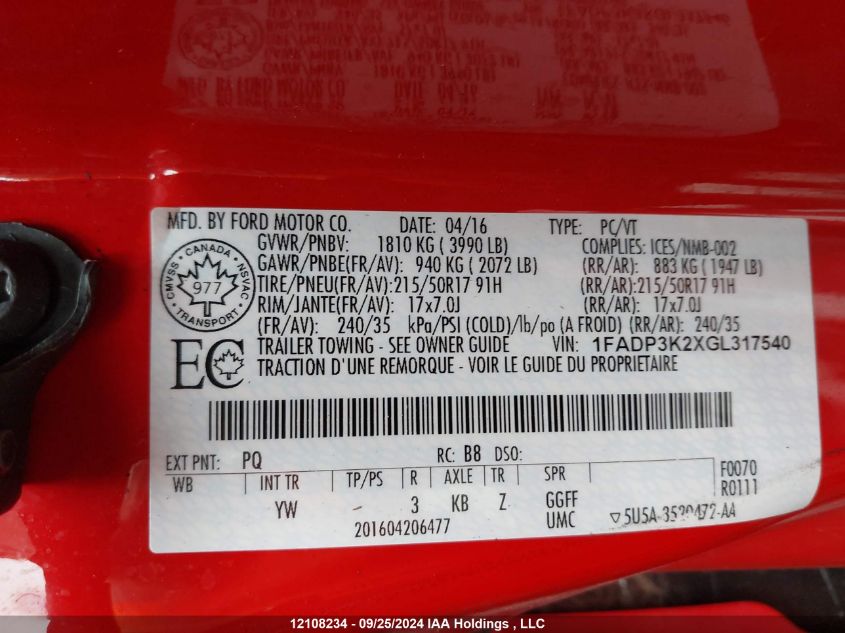 MFD. BY FORD MOTOR CO. DATE: 04/16 TYPE: PC/VT
GVWR/PNBV: 1810 KG ( 3990 LB) COMPLIES: ICES/NMB-002
GAWR/PNBE(FR/AV): 940 KG ( 2072 LB) (RR/AR): 883 KG ( 1947 LB)
TIRE/PNEU(FR/AV): 215/50R17 91H (RR/AR): 215/50R17 91H
RIM/JANTE(FR/AV): 17x7.0J (RR/AR): 17x7.0J
(FR/AV): 240/35 kPa/PSI (COLD)/lb/po (A FROID) (RR/AR): 240/35
TRAILER TOWING - SEE OWNER GUIDE VIN: 1FADP3K2XGL317540
TRACTION D'UNE REMORQUE - VOIR LE GUIDE DU PROPRIETAIRE
CANADA
CMVSS NSVAC
977
TRANSPORT
EC
EXT PNT: PQ RC: B8 DSO:
WB INT TR TP/PS R AXLE TR SPR F0070
YW 3 KB Z GGFF R0111
201604206477 UMC 5U5A-3520472-AA
12108234 - 09/25/2024 IAA Holdings , LLC